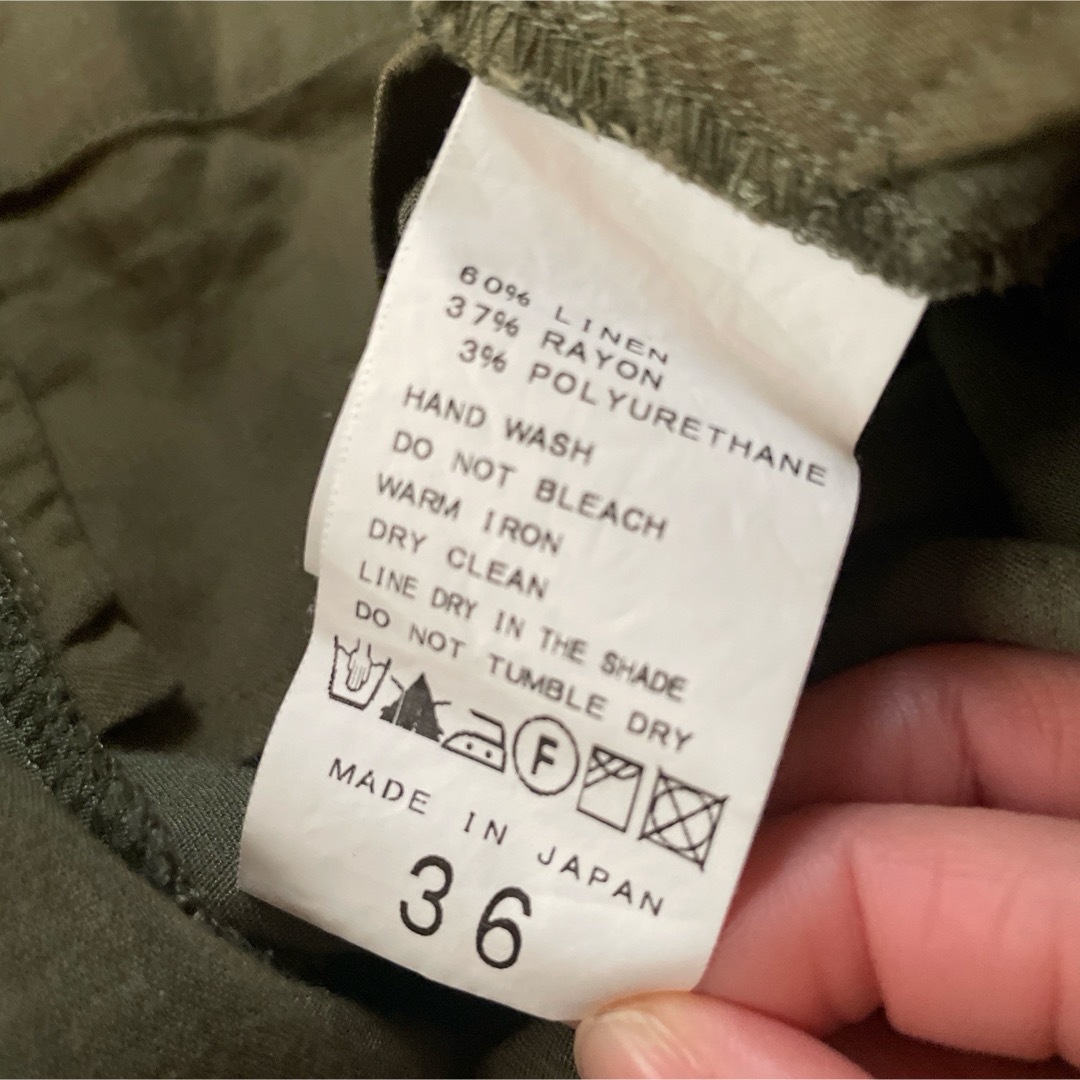 60% LINEN
37% RAYON
3% POLYURETHANE
HAND WASH
DO NOT BLEACH
WARM IRON
DRY CLEAN
LINE DRY IN THE SHADE
DO NOT TUMBLE DRY
F
MADE IN JAPAN
36